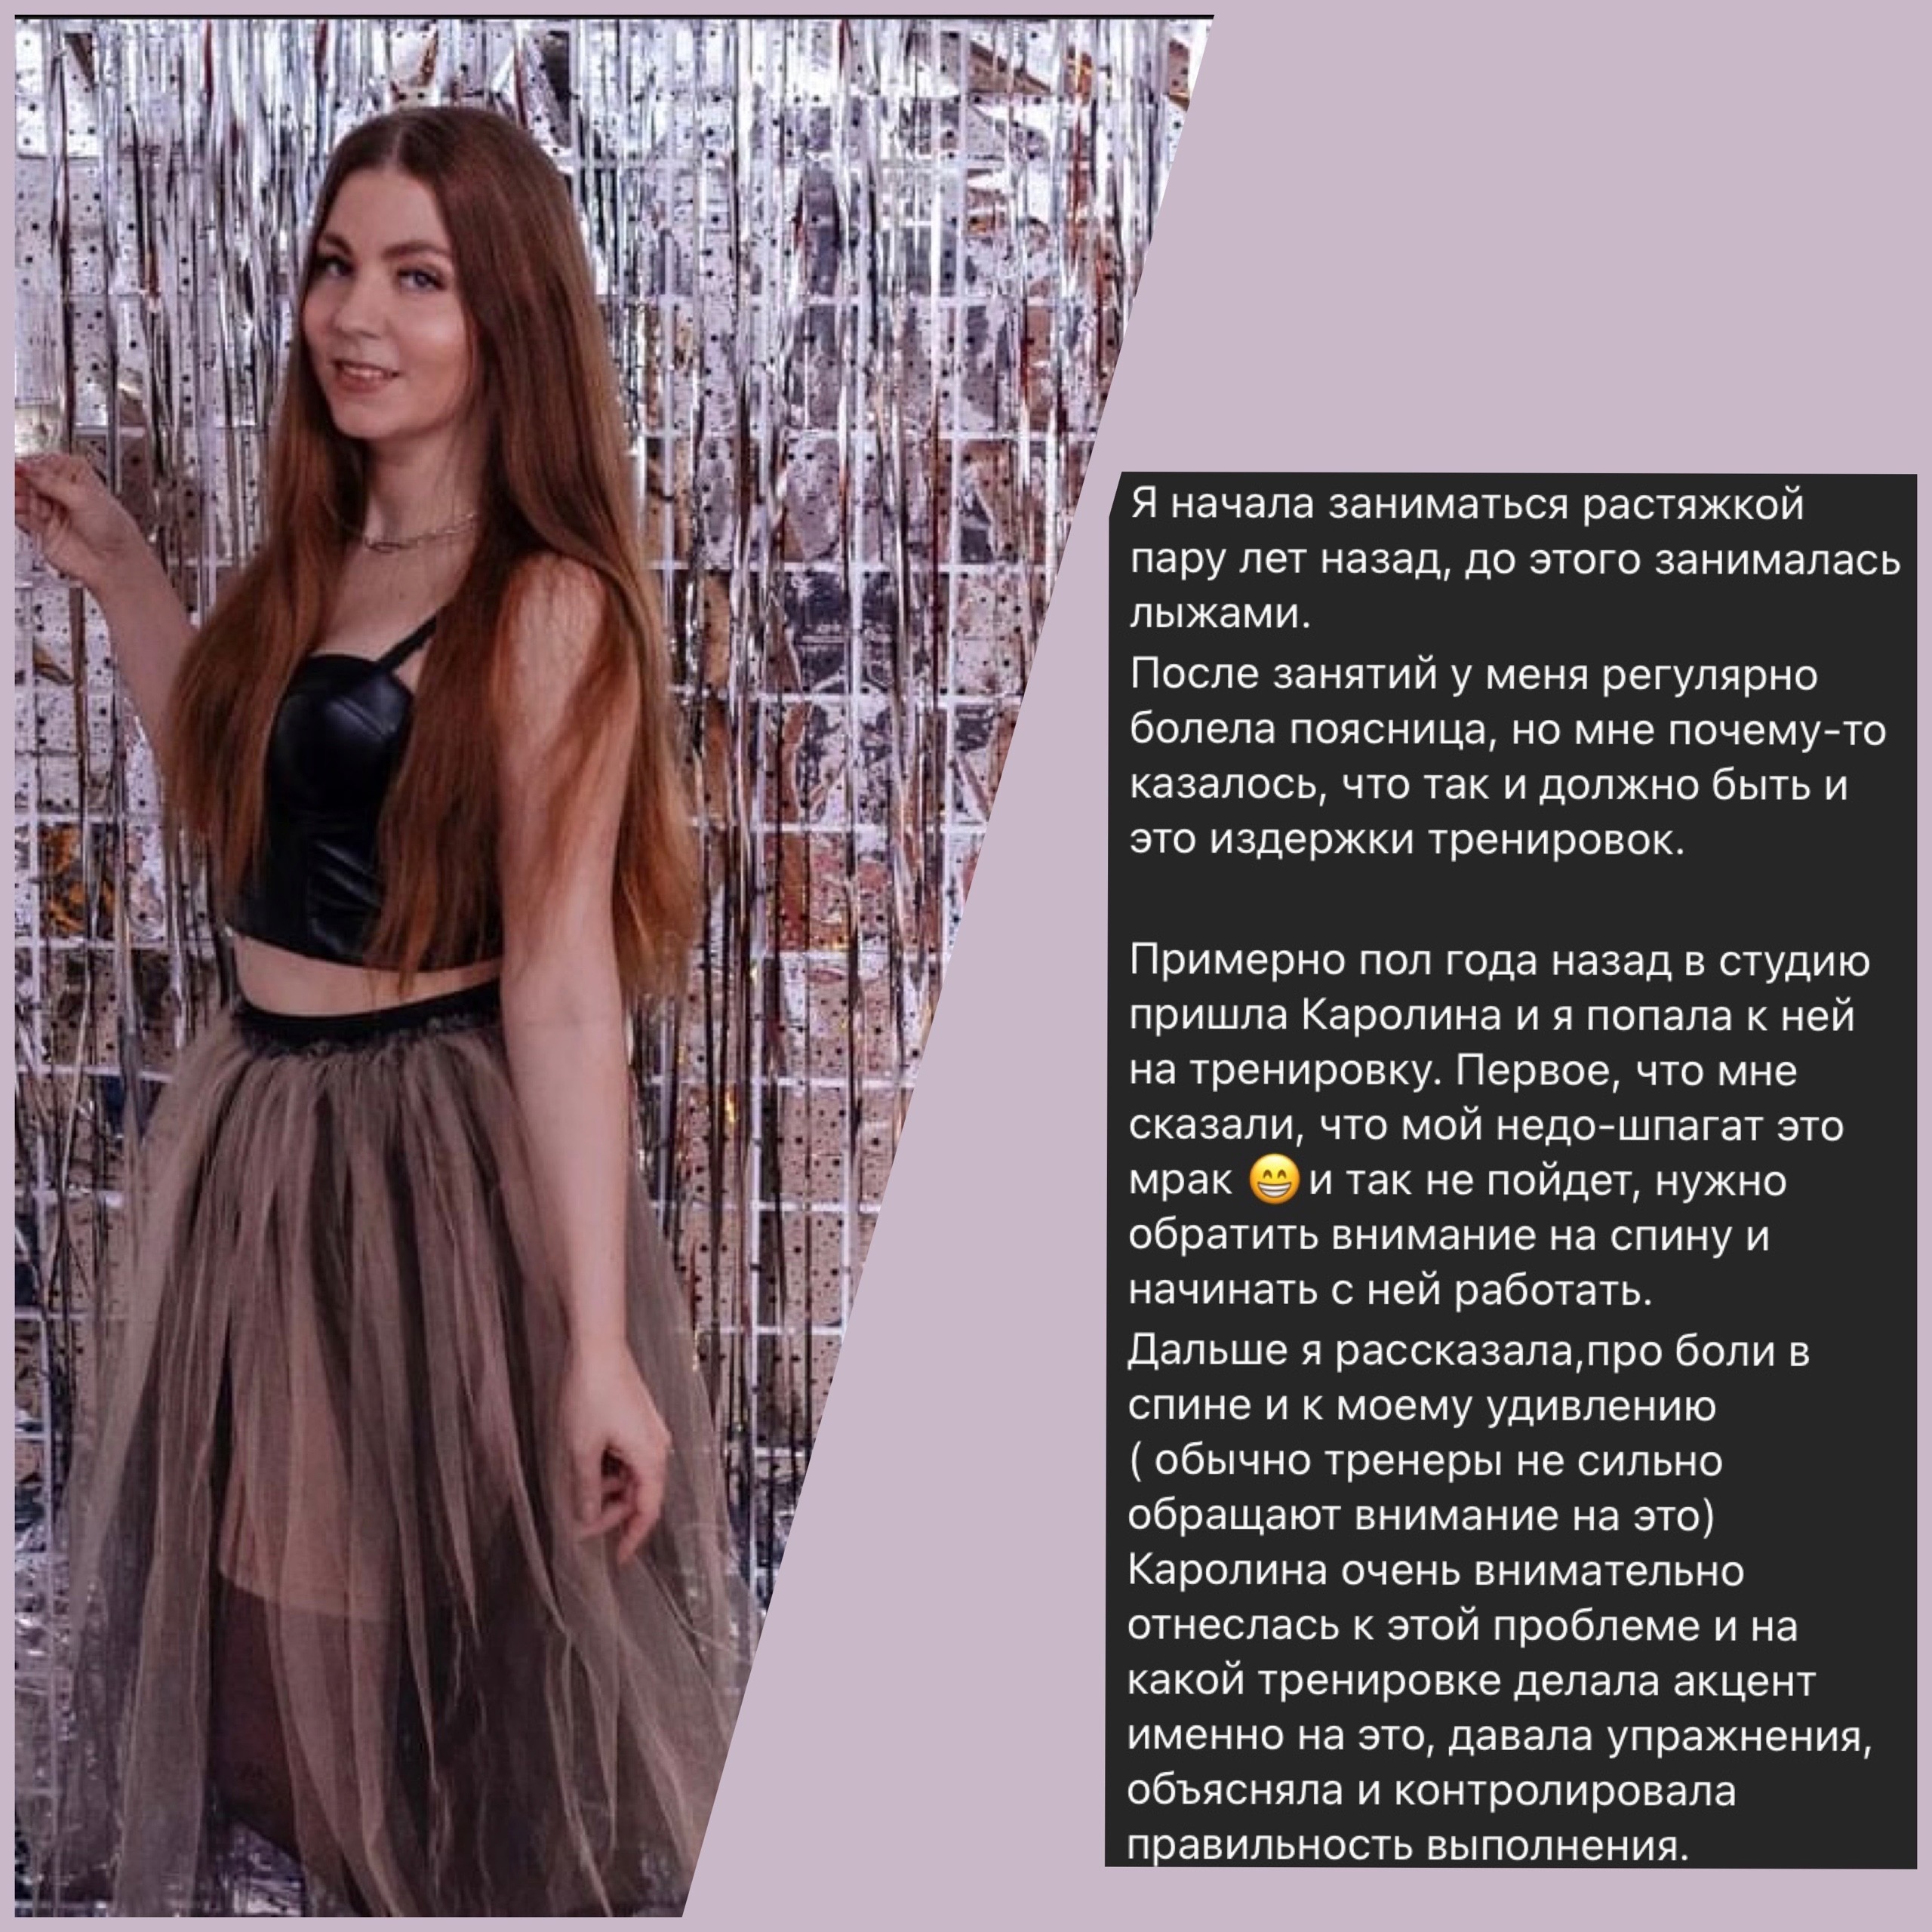 Я начала заниматься растяжкой
пару лет назад, до этого занималась
лыжами.
После занятий у меня регулярно
болела поясница, но мне почему-то
казалось, что так и должно быть и
это издержки тренировок.
Примерно пол года назад в студию
пришла Каролина и я попала к ней
на тренировку. Первое, что мне
сказали, что мой недо-шпагат это
мрак 😁 и так не пойдет, нужно
обратить внимание на спину и
начинать с ней работать.
Дальше я рассказала,про боли в
спине и к моему удивлению
( обычно тренеры не сильно
обращают внимание на это)
Каролина очень внимательно
отнеслась к этой проблеме и на
какой тренировке делала акцент
именно на это, давала упражнения,
объясняла и контролировала
правильность выполнения.